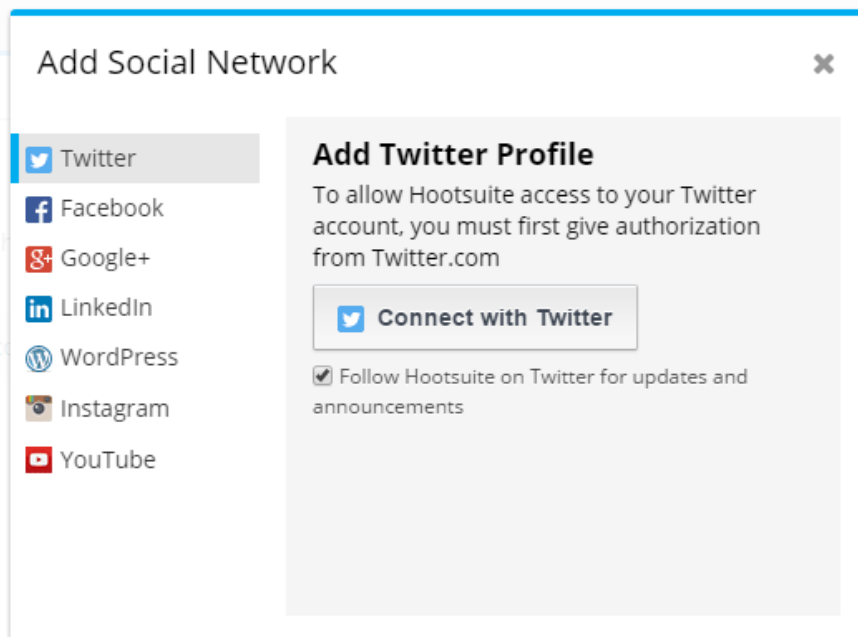 Add Social Network
Twitter
Facebook
Google+
LinkedIn
WordPress
Instagram
YouTube
Add Twitter Profile
To allow Hootsuite access to your Twitter
account, you must first give authorization
from Twitter.com
Connect with Twitter
Follow Hootsuite on Twitter for updates and
announcements